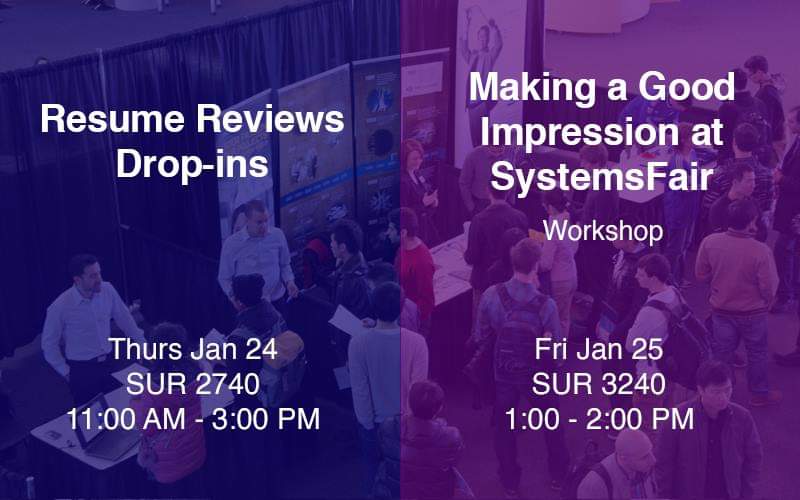 Resume Reviews
Drop-ins
Thurs Jan 24
SUR 2740
11:00 AM - 3:00 PM
Making a Good
Impression at
SystemsFair
Workshop
Fri Jan 25
SUR 3240
1:00 - 2:00 PM